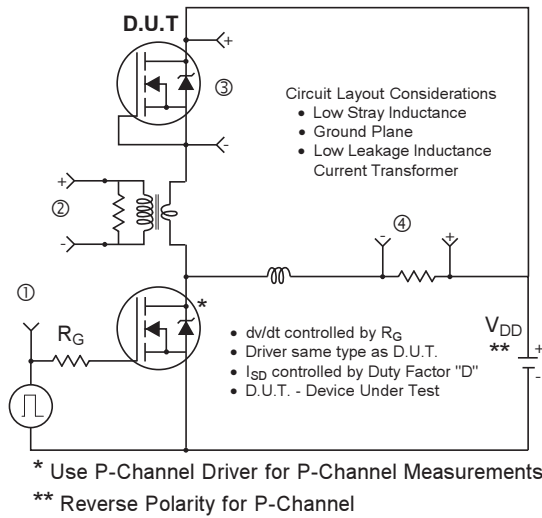 D.U.T
+
③
-
Circuit Layout Considerations
• Low Stray Inductance
• Ground Plane
• Low Leakage Inductance
Current Transformer
+
②
-
④
-
+
①
R_G
*
• dv/dt controlled by R_G
• Driver same type as D.U.T.
• I_SD controlled by Duty Factor "D"
• D.U.T. - Device Under Test
V_DD
**
+
-
* Use P-Channel Driver for P-Channel Measurements
** Reverse Polarity for P-Channel